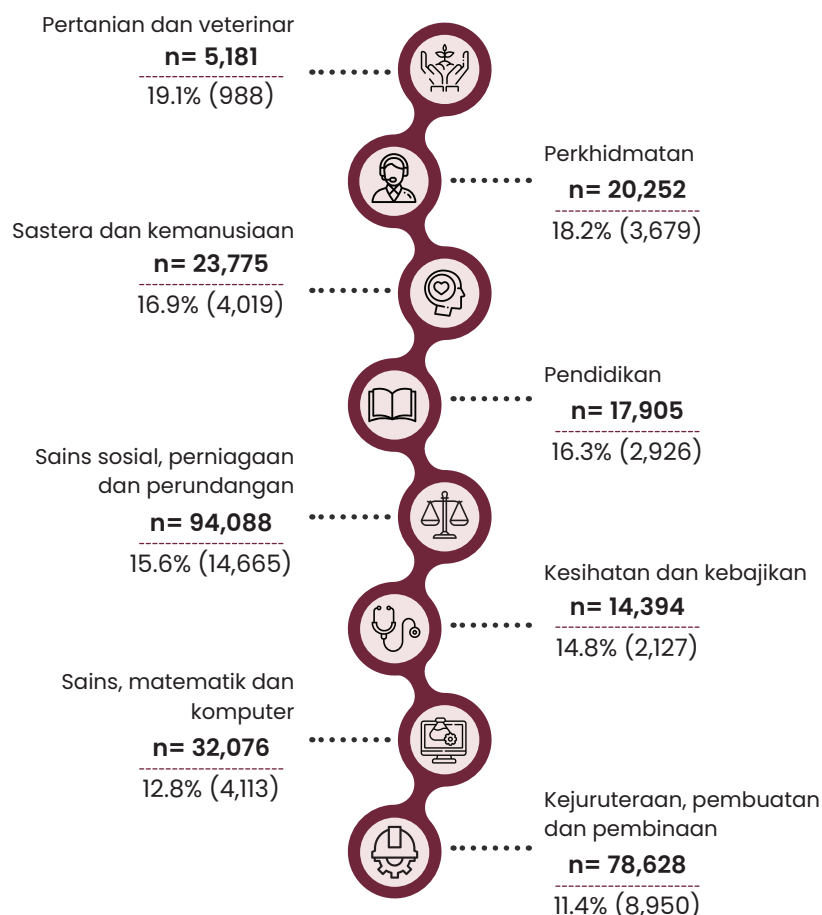 Pertanian dan veterinar
n= 5,181
19.1% (988)
Perkhidmatan
n= 20,252
18.2% (3,679)
Sastera dan kemanusiaan
n= 23,775
16.9% (4,019)
Pendidikan
n= 17,905
16.3% (2,926)
Sains sosial, perniagaan
dan perundangan
n= 94,088
15.6% (14,665)
Kesihatan dan kebajikan
n= 14,394
14.8% (2,127)
Sains, matematik dan
komputer
n= 32,076
12.8% (4,113)
Kejuruteraan, pembuatan
dan pembinaan
n= 78,628
11.4% (8,950)